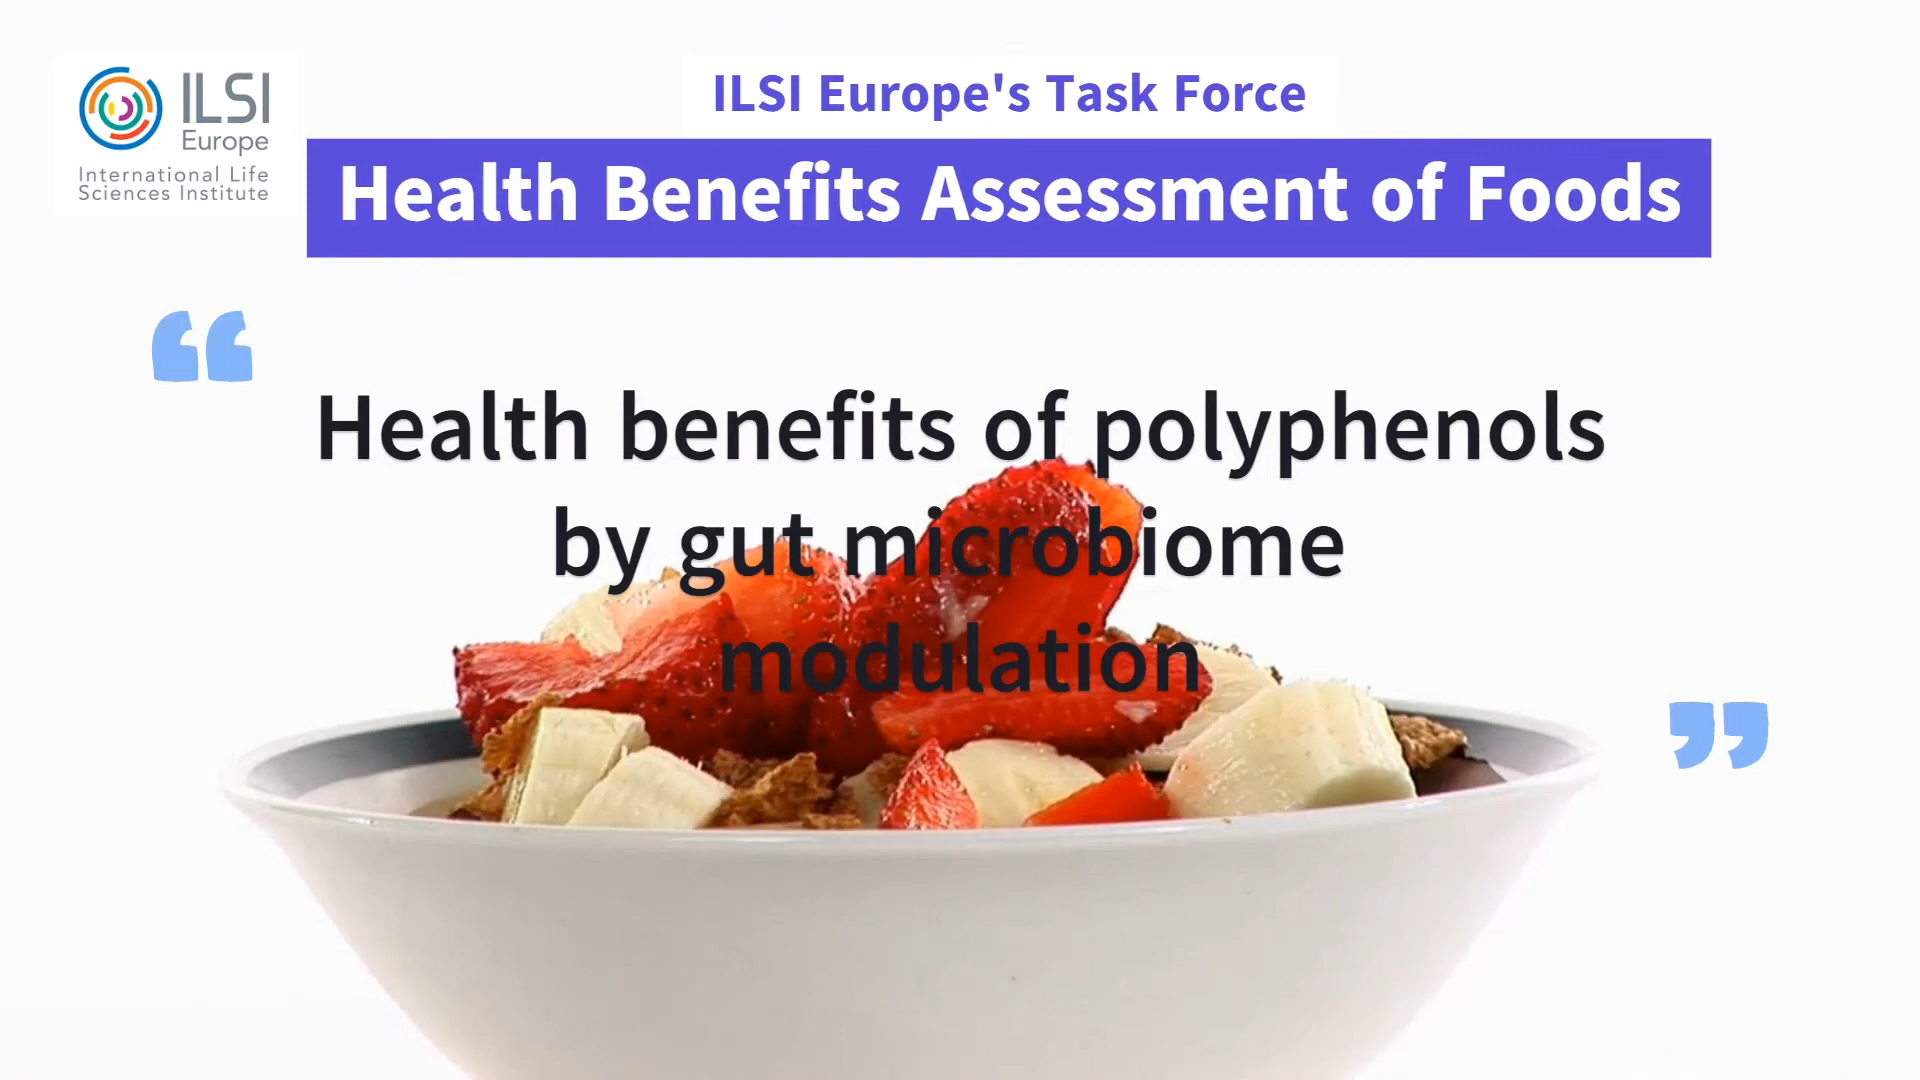 ILSI
Europe
International Life
Sciences Institute
ILSI Europe's Task Force
Health Benefits Assessment of Foods
“
Health benefits of polyphenols
by gut microbiome
modulation
”